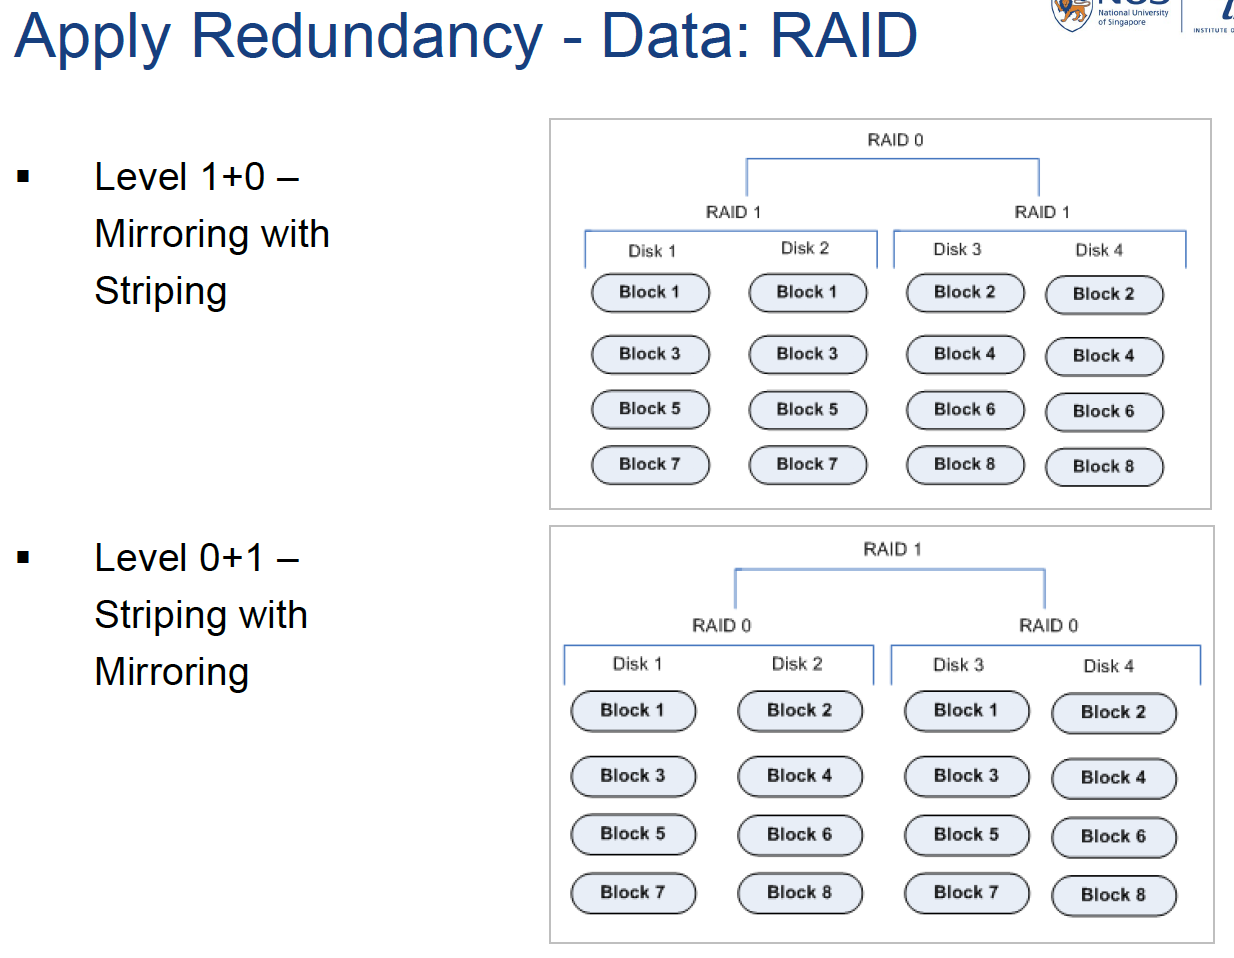 Apply Redundancy - Data: RAID
National University
of Singapore
▪ Level 1+0 –
Mirroring with
Striping
RAID 0
RAID 1 RAID 1
Disk 1 Disk 2 Disk 3 Disk 4
Block 1 Block 1 Block 2 Block 2
Block 3 Block 3 Block 4 Block 4
Block 5 Block 5 Block 6 Block 6
Block 7 Block 7 Block 8 Block 8
▪ Level 0+1 –
Striping with
Mirroring
RAID 1
RAID 0 RAID 0
Disk 1 Disk 2 Disk 3 Disk 4
Block 1 Block 2 Block 1 Block 2
Block 3 Block 4 Block 3 Block 4
Block 5 Block 6 Block 5 Block 6
Block 7 Block 8 Block 7 Block 8